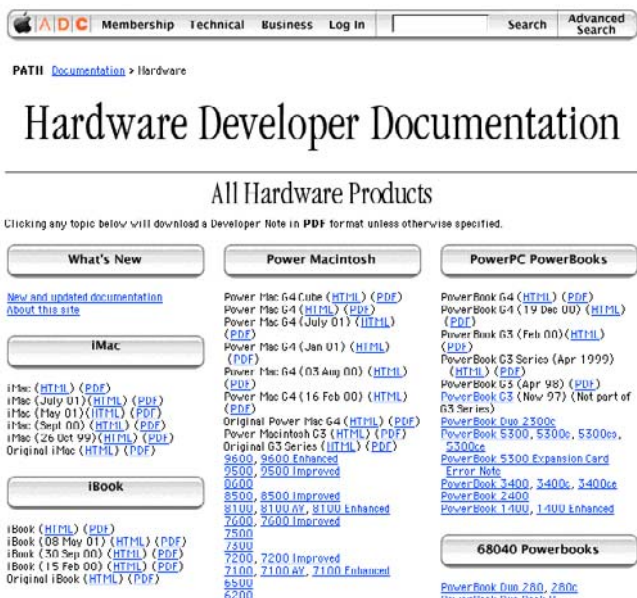 ADC Membership Technical Business Log In Search Advanced Search
PATH Documentation > Hardware
Hardware Developer Documentation
All Hardware Products
Clicking any topic below will download a Developer Note in PDF format unless otherwise specified.
What's New
New and updated documentation
About this site
iMac
iMac (HTML) (PDF)
iMac (July 01)(HTML) (PDF)
iMac (May 01)(HTML) (PDF)
iMac (Sept 00) (HTML) (PDF)
iMac (26 Oct 99)(HTML) (PDF)
Original iMac (HTML) (PDF)
iBook
iBook (HTML) (PDF)
iBook (08 May 01) (HTML) (PDF)
iBook (30 Sep 00) (HTML) (PDF)
iBook (15 Feb 00) (HTML) (PDF)
Original iBook (HTML) (PDF)
Power Macintosh
Power Mac G4 Cube (HTML) (PDF)
Power Mac G4 (HTML) (PDF)
Power Mac G4 (July 01) (HTML)
(PDF)
Power Mac G4 (Jan 01) (HTML)
(PDF)
Power Mac G4 (03 Aug 00) (HTML)
(PDF)
Power Mac G4 (16 Feb 00) (HTML)
(PDF)
Original Power Mac G4 (HTML) (PDF)
Power Macintosh G3 (HTML) (PDF)
Original G3 Series (HTML) (PDF)
9600, 9600 Enhanced
9500, 9500 Improved
8500, 8500 Improved
8100, 8100 AV, 8100 Enhanced
7600, 7600 Improved
7500
7300
7200, 7200 Improved
7100, 7100 AV, 7100 Enhanced
6500
6200
PowerPC PowerBooks
PowerBook G4 (HTML) (PDF)
PowerBook G4 (19 Dec 00) (HTML)
(PDF)
PowerBook G3 (Feb 00)(HTML)
(PDF)
PowerBook G3 Series (Apr 1999)
(HTML) (PDF)
PowerBook G3 (Apr 98) (PDF)
PowerBook G3 (Nov 97) (Not part of
G3 Series)
PowerBook Duo 2300c
PowerBook 5300, 5300c, 5300cs,
5300ce
PowerBook 5300 Expansion Card
Error Note
PowerBook 3400, 3400c, 3400ce
PowerBook 2400
PowerBook 1400, 1400 Enhanced
68040 Powerbooks
PowerBook Duo 280, 280c